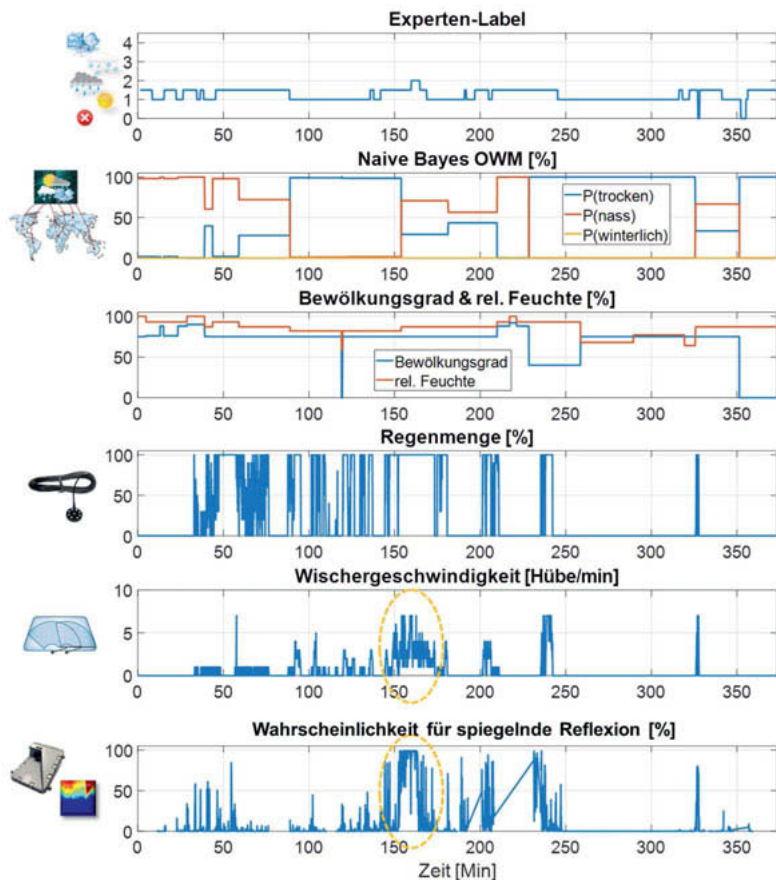 Experten-Label
4
3
2
1
0
0 50 100 150 200 250 300 350
Naive Bayes OWM [%]
100
50
0
P(trocken)
P(nass)
P(winterlich)
0 50 100 150 200 250 300 350
Bewölkungsgrad & rel. Feuchte [%]
100
50
0
Bewölkungsgrad
rel. Feuchte
0 50 100 150 200 250 300 350
Regenmenge [%]
100
50
0
0 50 100 150 200 250 300 350
Wischergeschwindigkeit [Hübe/min]
10
5
0
0 50 100 150 200 250 300 350
Wahrscheinlichkeit für spiegelnde Reflexion [%]
100
50
0
0 50 100 150 200 250 300 350
Zeit [Min]